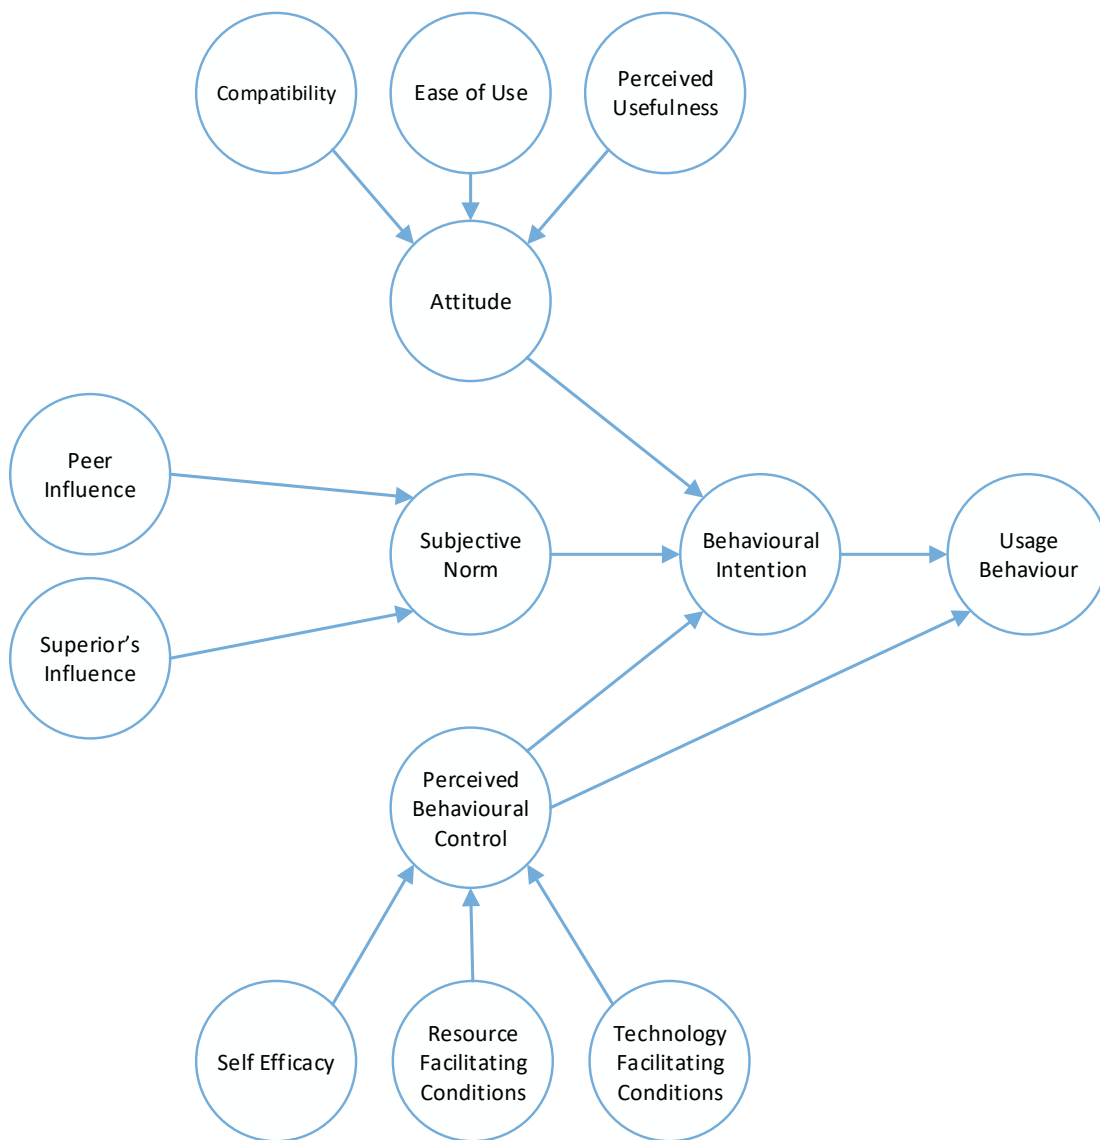 Compatibility
Ease of Use
Perceived
Usefulness
Attitude
Peer
Influence
Subjective
Norm
Behavioural
Intention
Usage
Behaviour
Superior’s
Influence
Perceived
Behavioural
Control
Self Efficacy
Resource
Facilitating
Conditions
Technology
Facilitating
Conditions